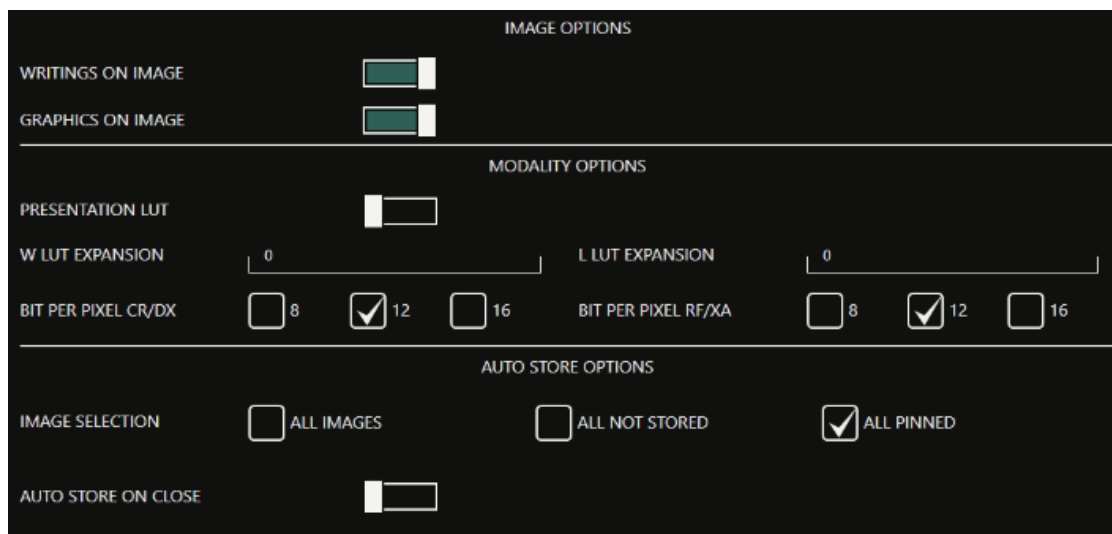 IMAGE OPTIONS
WRITINGS ON IMAGE
GRAPHICS ON IMAGE
MODALITY OPTIONS
PRESENTATION LUT
W LUT EXPANSION 0 L LUT EXPANSION 0
BIT PER PIXEL CR/DX 8 12 16 BIT PER PIXEL RF/XA 8 12 16
AUTO STORE OPTIONS
IMAGE SELECTION ALL IMAGES ALL NOT STORED ALL PINNED
AUTO STORE ON CLOSE